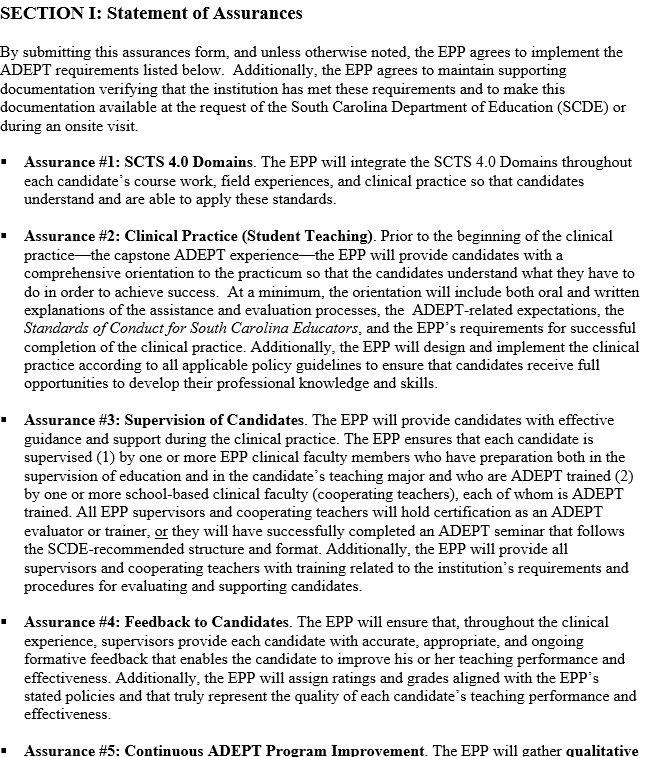 SECTION I: Statement of Assurances
By submitting this assurances form, and unless otherwise noted, the EPP agrees to implement the
ADEPT requirements listed below.  Additionally, the EPP agrees to maintain supporting
documentation verifying that the institution has met these requirements and to make this
documentation available at the request of the South Carolina Department of Education (SCDE) or
during an onsite visit.
▪ Assurance #1: SCTS 4.0 Domains. The EPP will integrate the SCTS 4.0 Domains throughout
each candidate's course work, field experiences, and clinical practice so that candidates
understand and are able to apply these standards.
▪ Assurance #2: Clinical Practice (Student Teaching). Prior to the beginning of the clinical
practice—the capstone ADEPT experience—the EPP will provide candidates with a
comprehensive orientation to the practicum so that the candidates understand what they have to
do in order to achieve success.  At a minimum, the orientation will include both oral and written
explanations of the assistance and evaluation processes, the  ADEPT-related expectations, the
Standards of Conduct for South Carolina Educators, and the EPP's requirements for successful
completion of the clinical practice. Additionally, the EPP will design and implement the clinical
practice according to all applicable policy guidelines to ensure that candidates receive full
opportunities to develop their professional knowledge and skills.
▪ Assurance #3: Supervision of Candidates. The EPP will provide candidates with effective
guidance and support during the clinical practice. The EPP ensures that each candidate is
supervised (1) by one or more EPP clinical faculty members who have preparation both in the
supervision of education and in the candidate's teaching major and who are ADEPT trained (2)
by one or more school-based clinical faculty (cooperating teachers), each of whom is ADEPT
trained. All EPP supervisors and cooperating teachers will hold certification as an ADEPT
evaluator or trainer, or they will have successfully completed an ADEPT seminar that follows
the SCDE-recommended structure and format. Additionally, the EPP will provide all
supervisors and cooperating teachers with training related to the institution's requirements and
procedures for evaluating and supporting candidates.
▪ Assurance #4: Feedback to Candidates. The EPP will ensure that, throughout the clinical
experience, supervisors provide each candidate with accurate, appropriate, and ongoing
formative feedback that enables the candidate to improve his or her teaching performance and
effectiveness. Additionally, the EPP will assign ratings and grades aligned with the EPP's
stated policies and that truly represent the quality of each candidate's teaching performance and
effectiveness.
▪ Assurance #5: Continuous ADEPT Program Improvement. The EPP will gather qualitative